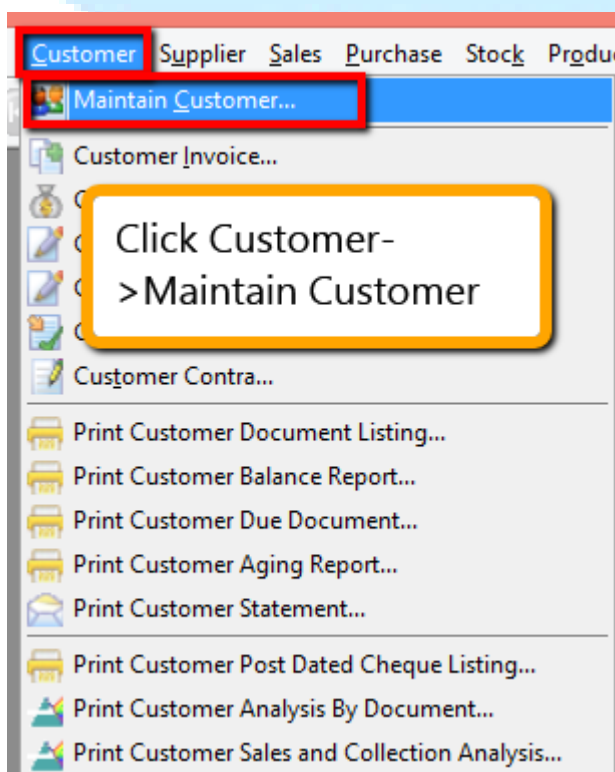 Customer Supplier Sales Purchase Stock Produ
Maintain Customer...
Customer Invoice...
Click Customer-
>Maintain Customer
Customer Contra...
Print Customer Document Listing...
Print Customer Balance Report...
Print Customer Due Document...
Print Customer Aging Report...
Print Customer Statement...
Print Customer Post Dated Cheque Listing...
Print Customer Analysis By Document...
Print Customer Sales and Collection Analysis...